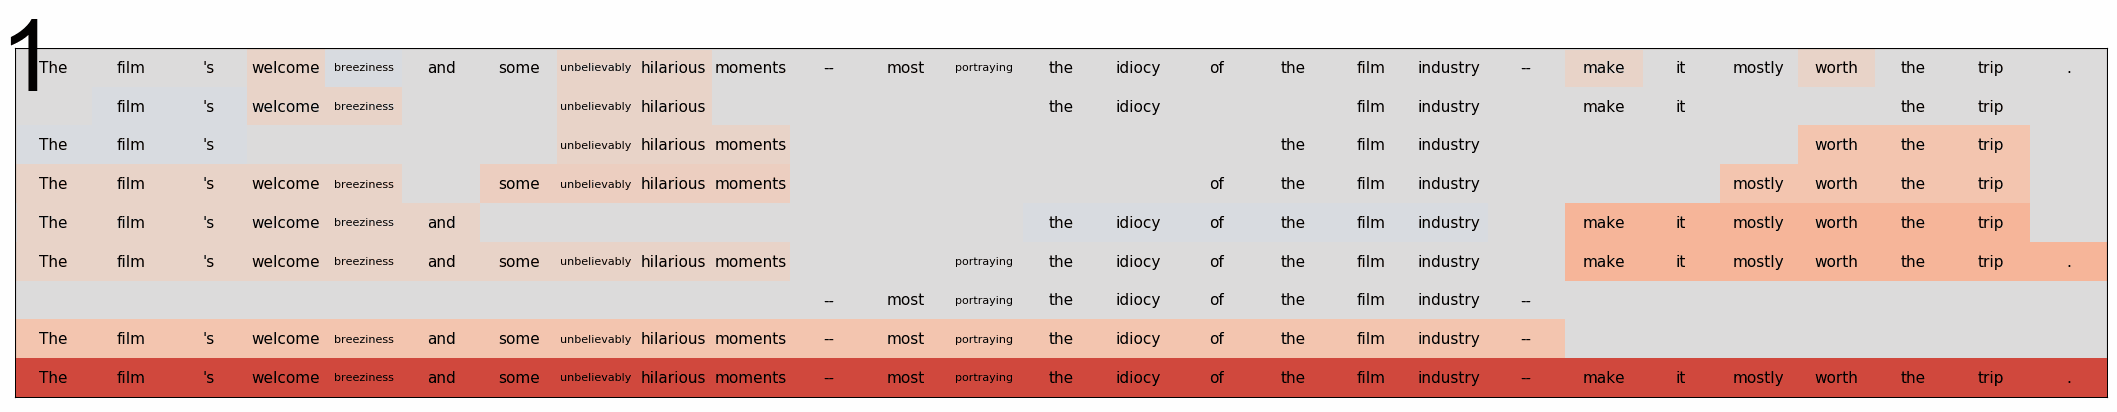 1
The film 's welcome breeziness and some unbelievably hilarious moments -- most portraying the idiocy of the film industry -- make it mostly worth the trip .
film 's welcome breeziness unbelievably hilarious the idiocy film industry make it the trip
The film 's unbelievably hilarious moments the film industry worth the trip
The film 's welcome breeziness some unbelievably hilarious moments of the film industry mostly worth the trip
The film 's welcome breeziness and the idiocy of the film industry make it mostly worth the trip
The film 's welcome breeziness and some unbelievably hilarious moments portraying the idiocy of the film industry make it mostly worth the trip .
-- most portraying the idiocy of the film industry --
The film 's welcome breeziness and some unbelievably hilarious moments -- most portraying the idiocy of the film industry --
The film 's welcome breeziness and some unbelievably hilarious moments -- most portraying the idiocy of the film industry -- make it mostly worth the trip .